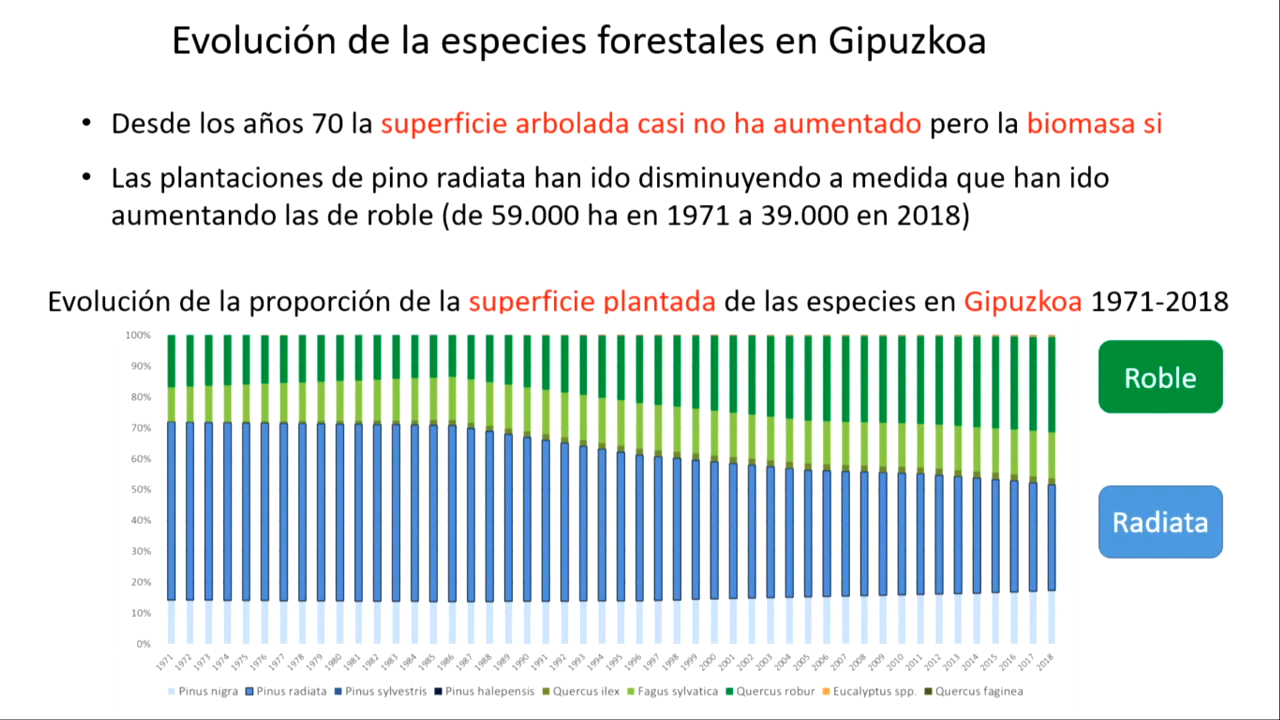 Evolución de la especies forestales en Gipuzkoa
• Desde los años 70 la superficie arbolada casi no ha aumentado pero la biomasa si
• Las plantaciones de pino radiata han ido disminuyendo a medida que han ido
aumentando las de roble (de 59.000 ha en 1971 a 39.000 en 2018)
Evolución de la proporción de la superficie plantada de las especies en Gipuzkoa 1971-2018
100%
90%
80%
70%
60%
50%
40%
30%
20%
10%
0%
Roble
Radiata
1971 1972 1973 1974 1975 1976 1977 1978 1979 1980 1981 1982 1983 1984 1985 1986 1987 1988 1989 1990 1991 1992 1993 1994 1995 1996 1997 1998 1999 2000 2001 2002 2003 2004 2005 2006 2007 2008 2009 2010 2011 2012 2013 2014 2015 2016 2017 2018
Pinus nigra Pinus radiata Pinus sylvestris Pinus halepensis Quercus ilex Fagus sylvatica Quercus robur Eucalyptus spp. Quercus faginea